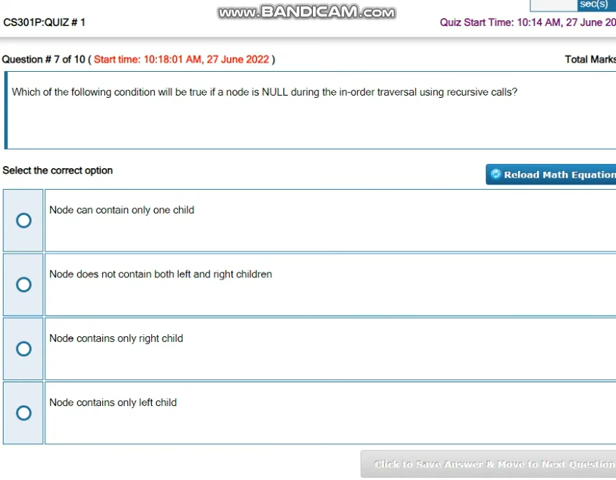 www.BANDICAM.com
sec(s)
CS301P:QUIZ # 1
Quiz Start Time: 10:14 AM, 27 June 20
Question # 7 of 10 ( Start time: 10:18:01 AM, 27 June 2022 )
Total Marks
Which of the following condition will be true if a node is NULL during the in-order traversal using recursive calls?
Select the correct option
Reload Math Equation
Node can contain only one child
Node does not contain both left and right children
Node contains only right child
Node contains only left child
Click to Save Answer & Move to Next Question